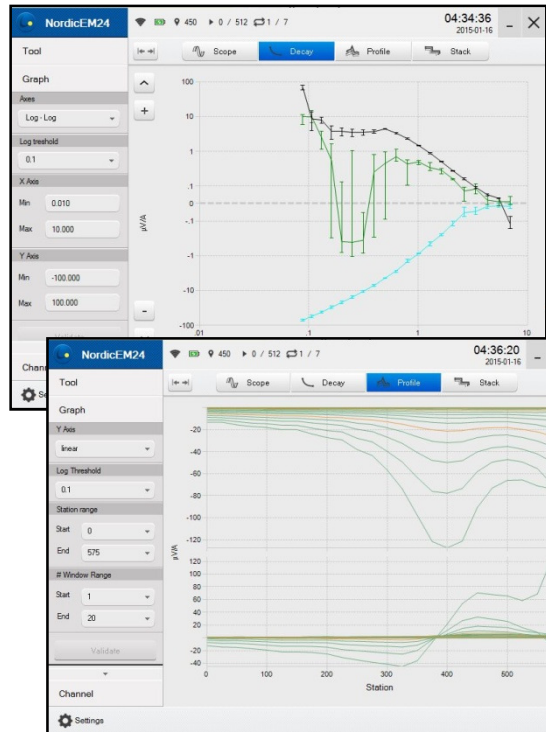 NordicEM24
450 0 / 512 1 / 7
04:34:36
2015-01-16
Tool
Scope Decay Profile Stack
Graph
Axes
Log - Log
Log treshold
0.1
X Axis
Min 0.010
Max 10.000
Y Axis
Min -100.000
Max 100.000
µV/A
100
10
1
.1
0
-.1
-1
-10
-100
.01 .1 1 10
NordicEM24
450 0 / 512 1 / 7
04:36:20
2015-01-16
Tool
Scope Decay Profile Stack
Graph
Y Axis
linear
Log Threshold
0.1
Station range
Start 0
End 575
# Window Range
Start 1
End 20
Validate
Channel
Settings
µV/A
-20
-40
-60
-80
-100
-120
120
100
80
60
40
20
0
-20
-40
0 100 200 300 400 500 600
Station